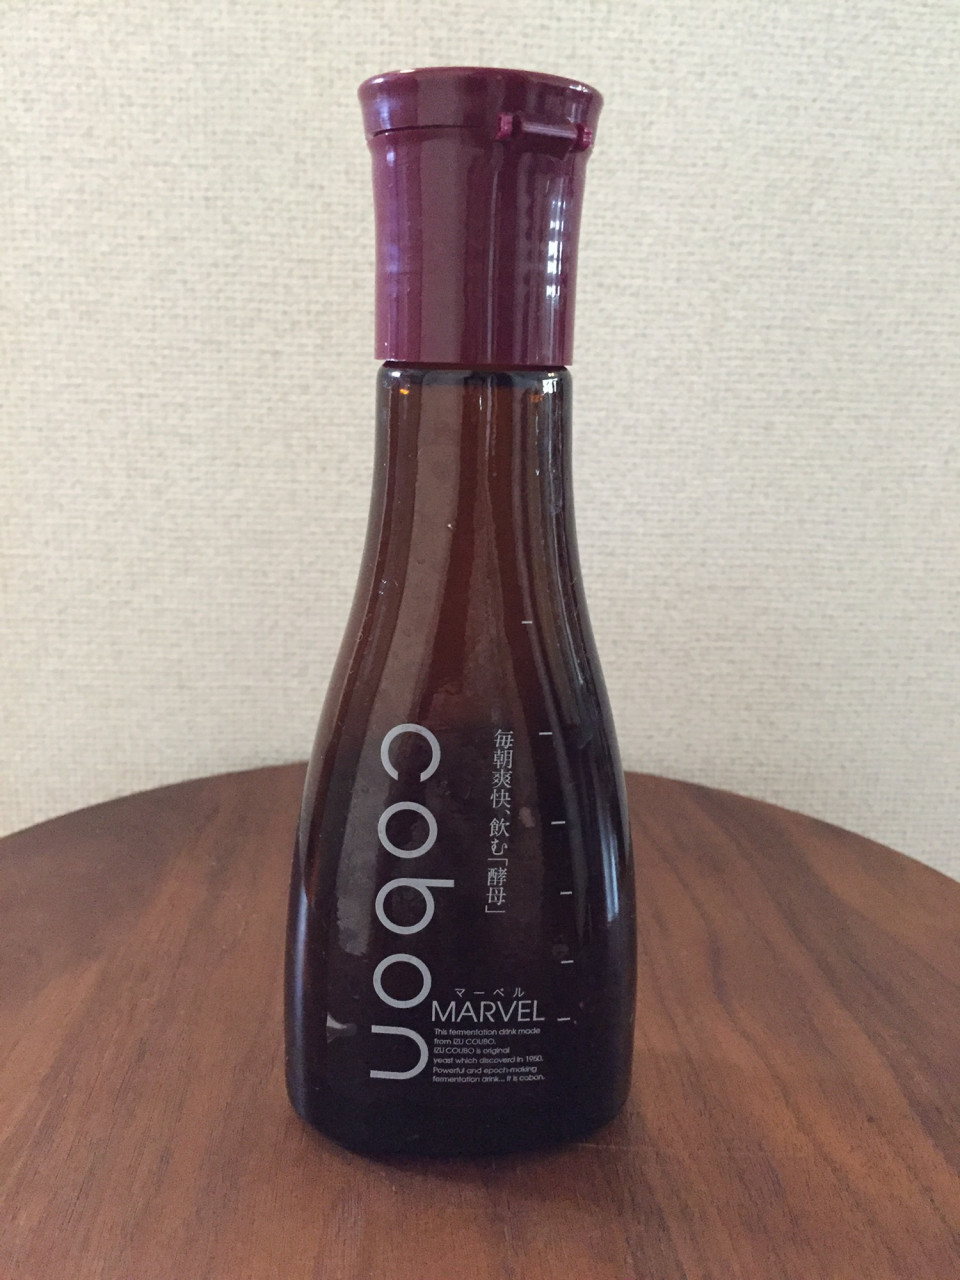 cobon
毎朝爽快、飲む「酵母」
マーベル
MARVEL
This fermentation drink made
from IZU COUBO.
IZU COUBO is original
yeast which discoverd in 1950.
Powerful and epoch-making
fermentation drink... it is cobon.